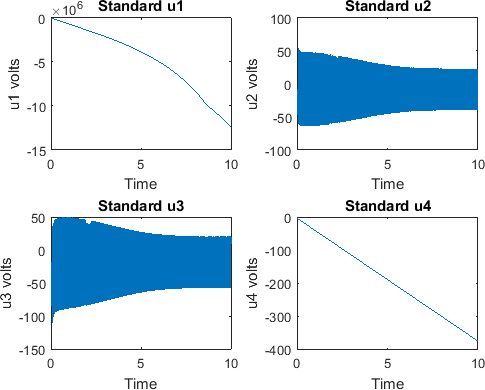 Standard u1
×10^6
0
-5
-10
-15
u1 volts
0 5 10
Time
Standard u2
100
50
0
-50
-100
u2 volts
0 5 10
Time
Standard u3
50
0
-50
-100
-150
u3 volts
0 5 10
Time
Standard u4
0
-100
-200
-300
-400
u4 volts
0 5 10
Time